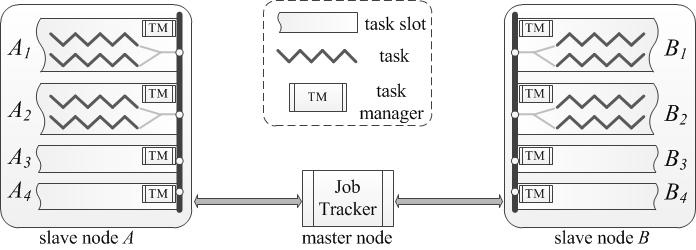 A1
TM
A2
TM
A3
TM
A4
TM
slave node A
task slot
task
TM
task
manager
Job
Tracker
master node
TM
B1
TM
B2
TM
B3
TM
B4
slave node B